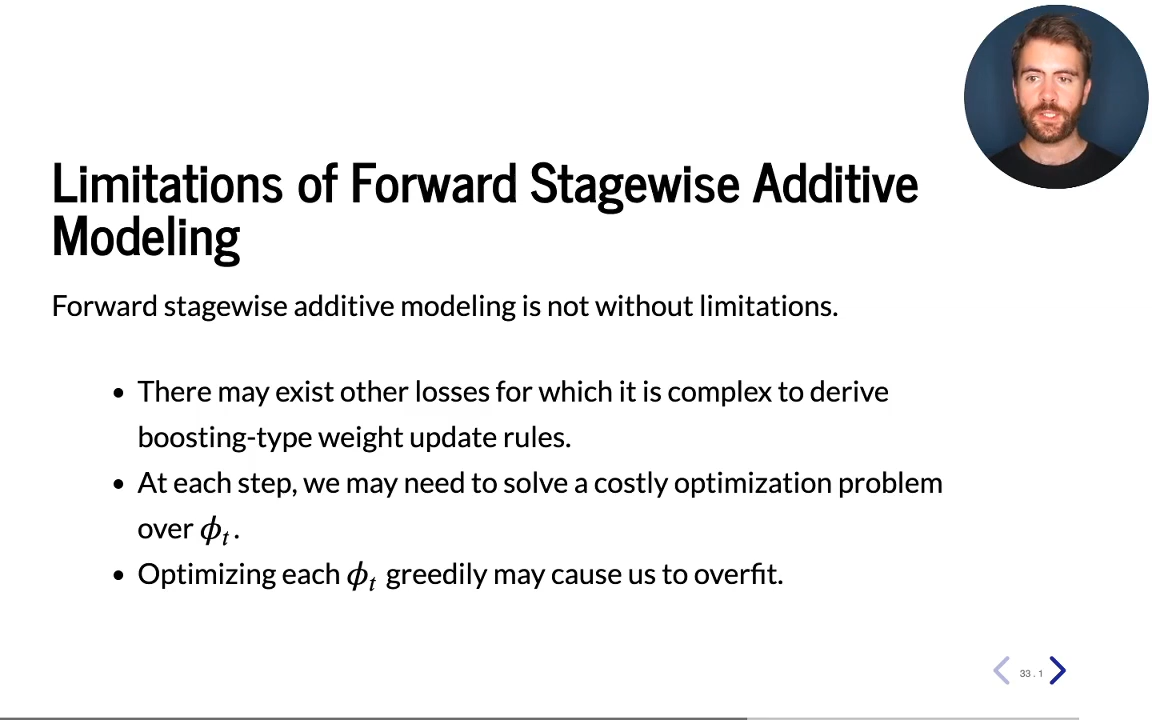 Limitations of Forward Stagewise Additive
Modeling
Forward stagewise additive modeling is not without limitations.
• There may exist other losses for which it is complex to derive
boosting-type weight update rules.
• At each step, we may need to solve a costly optimization problem
over ϕₜ.
• Optimizing each ϕₜ greedily may cause us to overfit.
33 . 1